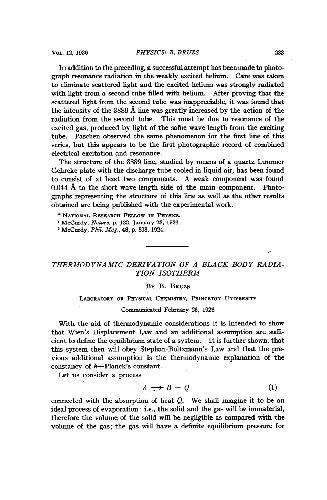 VOL. 12, 1926 PHYSICS: B. BRUZS 233
In addition to the preceding, a successful attempt has been made to photo-
graph resonance radiation in the weakly excited helium. Care was taken
to eliminate scattered light and the excited helium was strongly radiated
with light from a second tube filled with helium. After proving that the
scattered light from the second tube was inappreciable, it was found that
the intensity of the 3889 Å line was greatly increased by the action of the
radiation from the second tube. This must be due to resonance of the
excited gas, produced by light of the same wave-length from the exciting
tube. Paschen observed the same phenomenon for the first line of this
series, but this appears to be the first photographic record of combined
electrical excitation and resonance.
The structure of the 3889 line, studied by means of a quartz Lummer
Gehrcke plate with the discharge tube cooled in liquid air, has been found
to consist of at least two components. A weak component was found
0.044 Å to the short wave-length side of the main component. Photo-
graphs representing the structure of this line as well as the other results
obtained are being published with the experimental work.
* NATIONAL RESEARCH FELLOW IN PHYSICS.
McCurdy, Nature, p. 122, January 23, 1926.
McCurdy, Phil. Mag., 48, p. 898, 1924.
THERMODYNAMIC DERIVATION OF A BLACK BODY RADIA-
TION ISOTHERM
BY B. BRUZS
LABORATORY OF PHYSICAL CHEMISTRY, PRINCETON UNIVERSITY
Communicated February 26, 1926
With the aid of thermodynamic considerations it is intended to show
that Wien's Displacement Law and an additional assumption are suffi-
cient to define the equilibrium state of a system. It is further shown, that
this system then will obey Stephan-Boltzmann's Law and that the pre-
vious additional assumption is the thermodynamic explanation of the
constancy of h—Planck's constant.
Let us consider a process
A ⇌ B − Q (1)
connected with the absorption of heat Q. We shall imagine it to be an
ideal process of evaporation: i.e., the solid and the gas will be immaterial,
therefore the volume of the solid will be negligible as compared with the
volume of the gas; the gas will have a definite equilibrium pressure for